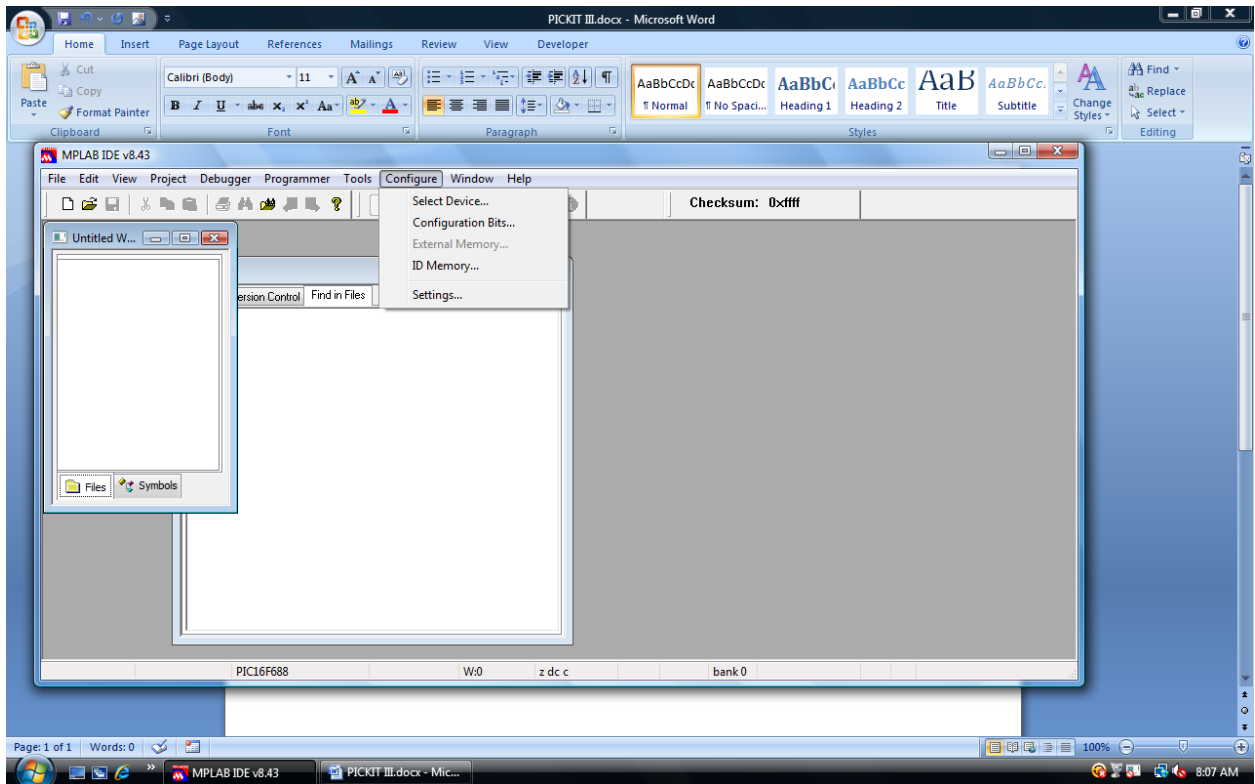 PICKIT III.docx - Microsoft Word
Home Insert Page Layout References Mailings Review View Developer
Cut
Copy
Paste
Format Painter
Calibri (Body) 11
AaBbCcDc AaBbCcDc AaBbC AaBbCc AaB AaBbCc.
¶ Normal ¶ No Spaci... Heading 1 Heading 2 Title Subtitle
Change Styles
Find
Replace
Select
Clipboard Font Paragraph Styles Editing
MPLAB IDE v8.43
File Edit View Project Debugger Programmer Tools Configure Window Help
Checksum: 0xffff
Select Device...
Configuration Bits...
External Memory...
ID Memory...
Settings...
Untitled W...
ersion Control Find in Files
Files Symbols
PIC16F688 W:0 z dc c bank 0
Page: 1 of 1 Words: 0 100%
MPLAB IDE v8.43 PICKIT III.docx - Mic... 8:07 AM